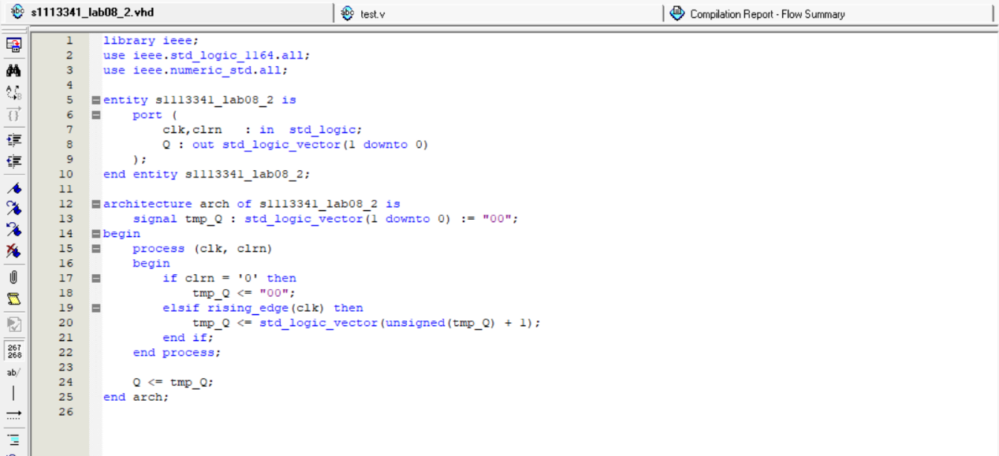 s1113341_lab08_2.vhd
test.v
Compilation Report - Flow Summary
1 library ieee;
2 use ieee.std_logic_1164.all;
3 use ieee.numeric_std.all;
4
5 entity s1113341_lab08_2 is
6     port (
7         clk,clrn   : in  std_logic;
8         Q : out std_logic_vector(1 downto 0)
9     );
10 end entity s1113341_lab08_2;
11
12 architecture arch of s1113341_lab08_2 is
13     signal tmp_Q : std_logic_vector(1 downto 0) := "00";
14 begin
15     process (clk, clrn)
16     begin
17         if clrn = '0' then
18             tmp_Q <= "00";
19         elsif rising_edge(clk) then
20             tmp_Q <= std_logic_vector(unsigned(tmp_Q) + 1);
21         end if;
22     end process;
23
24     Q <= tmp_Q;
25 end arch;
26
267
268
ab/